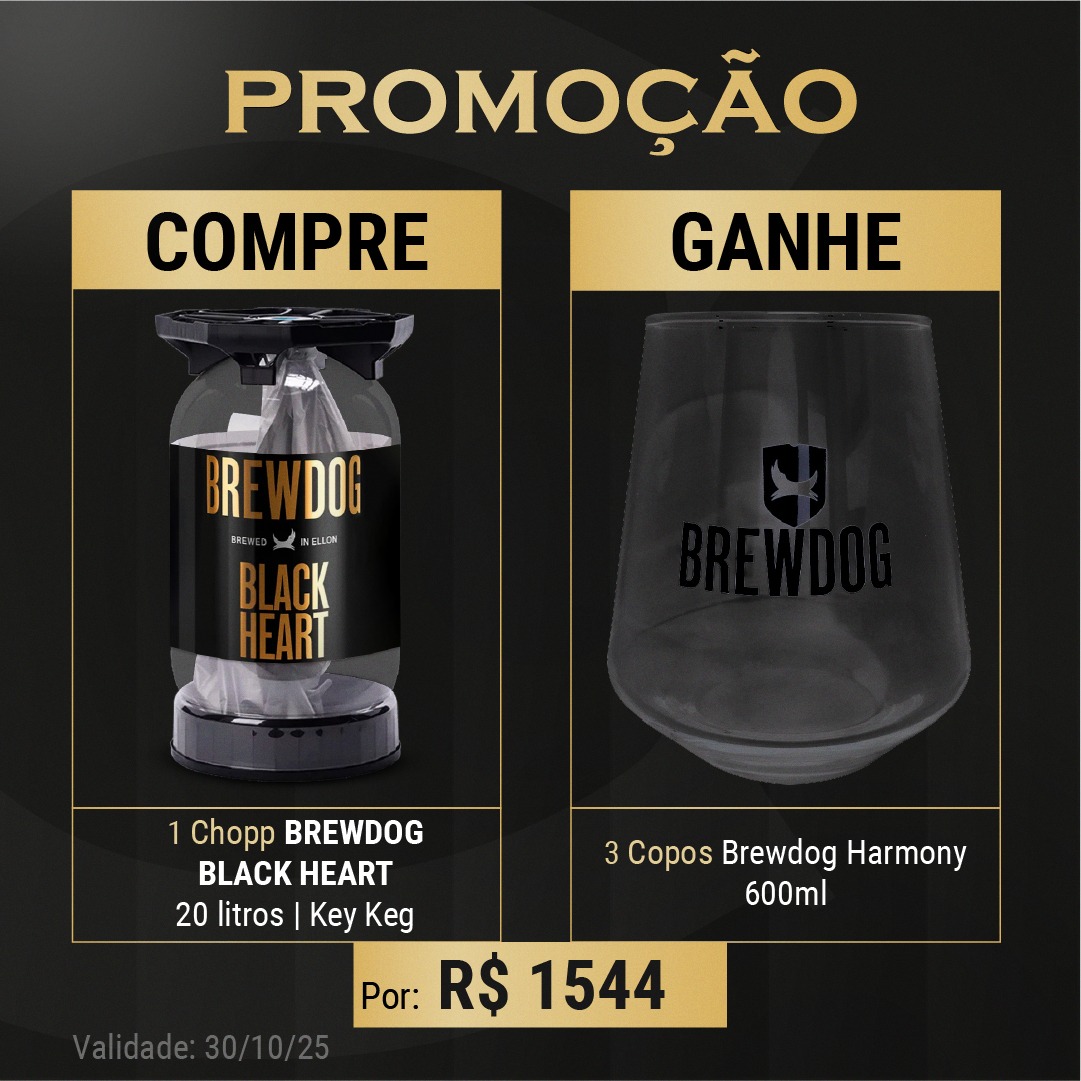 PROMOÇÃO
COMPRE
BREWDOG
BREWED IN ELLON
BLACK
HEART
1 Chopp BREWDOG
BLACK HEART
20 litros | Key Keg
GANHE
BREWDOG
3 Copos Brewdog Harmony
600ml
Por: R$ 1544
Validade: 30/10/25